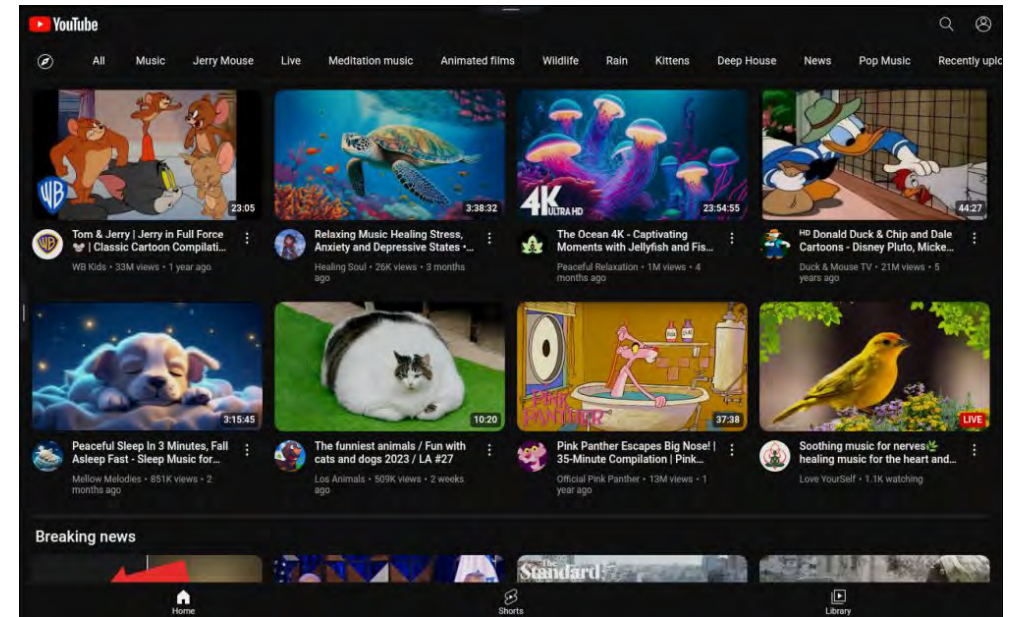 YouTube
All Music Jerry Mouse Live Meditation music Animated films Wildlife Rain Kittens Deep House News Pop Music Recently uplo
WB
23:05
3:38:32
4K ULTRA HD
23:54:55
44:27
WB
Tom & Jerry | Jerry in Full Force
🐭 | Classic Cartoon Compilati...
WB Kids • 33M views • 1 year ago
Relaxing Music Healing Stress,
Anxiety and Depressive States •...
Healing Soul • 26K views • 3 months
ago
The Ocean 4K - Captivating
Moments with Jellyfish and Fis...
Peaceful Relaxation • 1M views • 4
months ago
ᴴᴰ Donald Duck & Chip and Dale
Cartoons - Disney Pluto, Micke...
Duck & Mouse TV • 21M views • 5
years ago
3:15:45
10:20
PINK
PANTHER
37:38
LIVE
Peaceful Sleep In 3 Minutes, Fall
Asleep Fast - Sleep Music for...
Mellow Melodies • 851K views • 2
months ago
The funniest animals / Fun with
cats and dogs 2023 / LA #27
Los Animals • 509K views • 2 weeks
ago
Pink Panther Escapes Big Nose! |
35-Minute Compilation | Pink...
Official Pink Panther • 13M views • 1
year ago
Soothing music for nerves🌿
healing music for the heart and...
Love YourSelf • 1.1K watching
Breaking news
The
Standard
Home
Shorts
Library